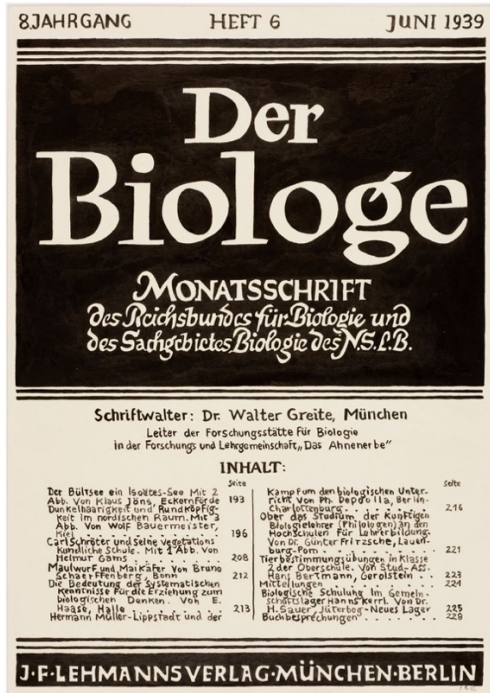 8. JAHRGANG HEFT 6 JUNI 1939
Der
Biologe
MONATSSCHRIFT
des Reichsbundes für Biologie und
des Sachgebietes Biologie des N.S.L.B.
Schriftwalter: Dr. Walter Greite, München
Leiter der Forschungsstätte für Biologie
in der Forschungs und Lehrgemeinschaft „Das Ahnenerbe"
INHALT:
Seite
Der Bültsee ein Isoëtes-See Mit 2
Abb. Von Klaus Jöns, Eckernförde 193
Dunkelhaarigkeit und Rundköpfig-
keit im nordischen Raum. Mit 3
Abb. Von Wolf Bauermeister,
Kiel 196
Carl Schröter und seine Vegetations
kundliche Schule. Mit 1 Abb. Von
Helmut Gams 208
Maulwurf und Maikäfer Von Bruno
Schaerffenberg, Bonn 212
Die Bedeutung der systematischen
Kenntnisse für die Erziehung zum
biologischen Denken. Von E.
Haase, Halle 213
Hermann Müller-Lippstadt und der
Seite
Kampf um den biologischen Unter-
richt. Von Ph. Depdolla, Berlin-
Charlottenburg 216
Über das Studium der künftigen
Biologielehrer (Philologen) an den
Hochschulen für Lehrerbildung.
Von Dr. Günter Fritzsche, Lauen-
burg-Pom 221
Tierbestimmungsübungen in Klasse
2 der Oberschule. Von Stud-Ass.
Hans Bertmann, Gerolstein 223
Mitteilungen 224
Biologische Schulung im Gemein-
schaftslager Hanns Kerrl. Von Dr.
H. Sauer, Jüterbog-Neues Lager 225
Buchbesprechungen 229
J·F·LEHMANNS VERLAG·MÜNCHEN·BERLIN